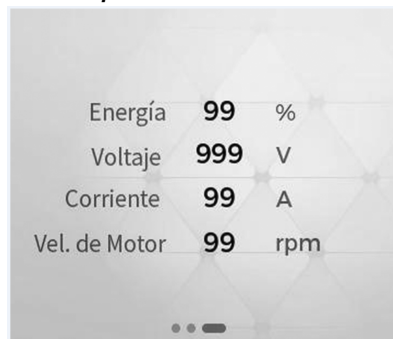 Energía 99 %
Voltaje 999 V
Corriente 99 A
Vel. de Motor 99 rpm